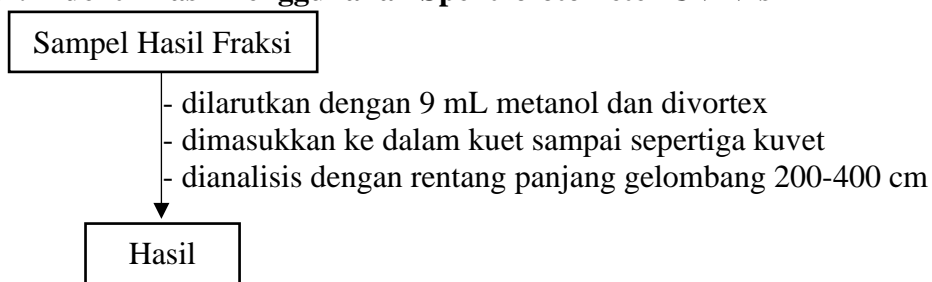 Sampel Hasil Fraksi
- dilarutkan dengan 9 mL metanol dan divortex
- dimasukkan ke dalam kuet sampai sepertiga kuvet
- dianalisis dengan rentang panjang gelombang 200-400 cm
Hasil